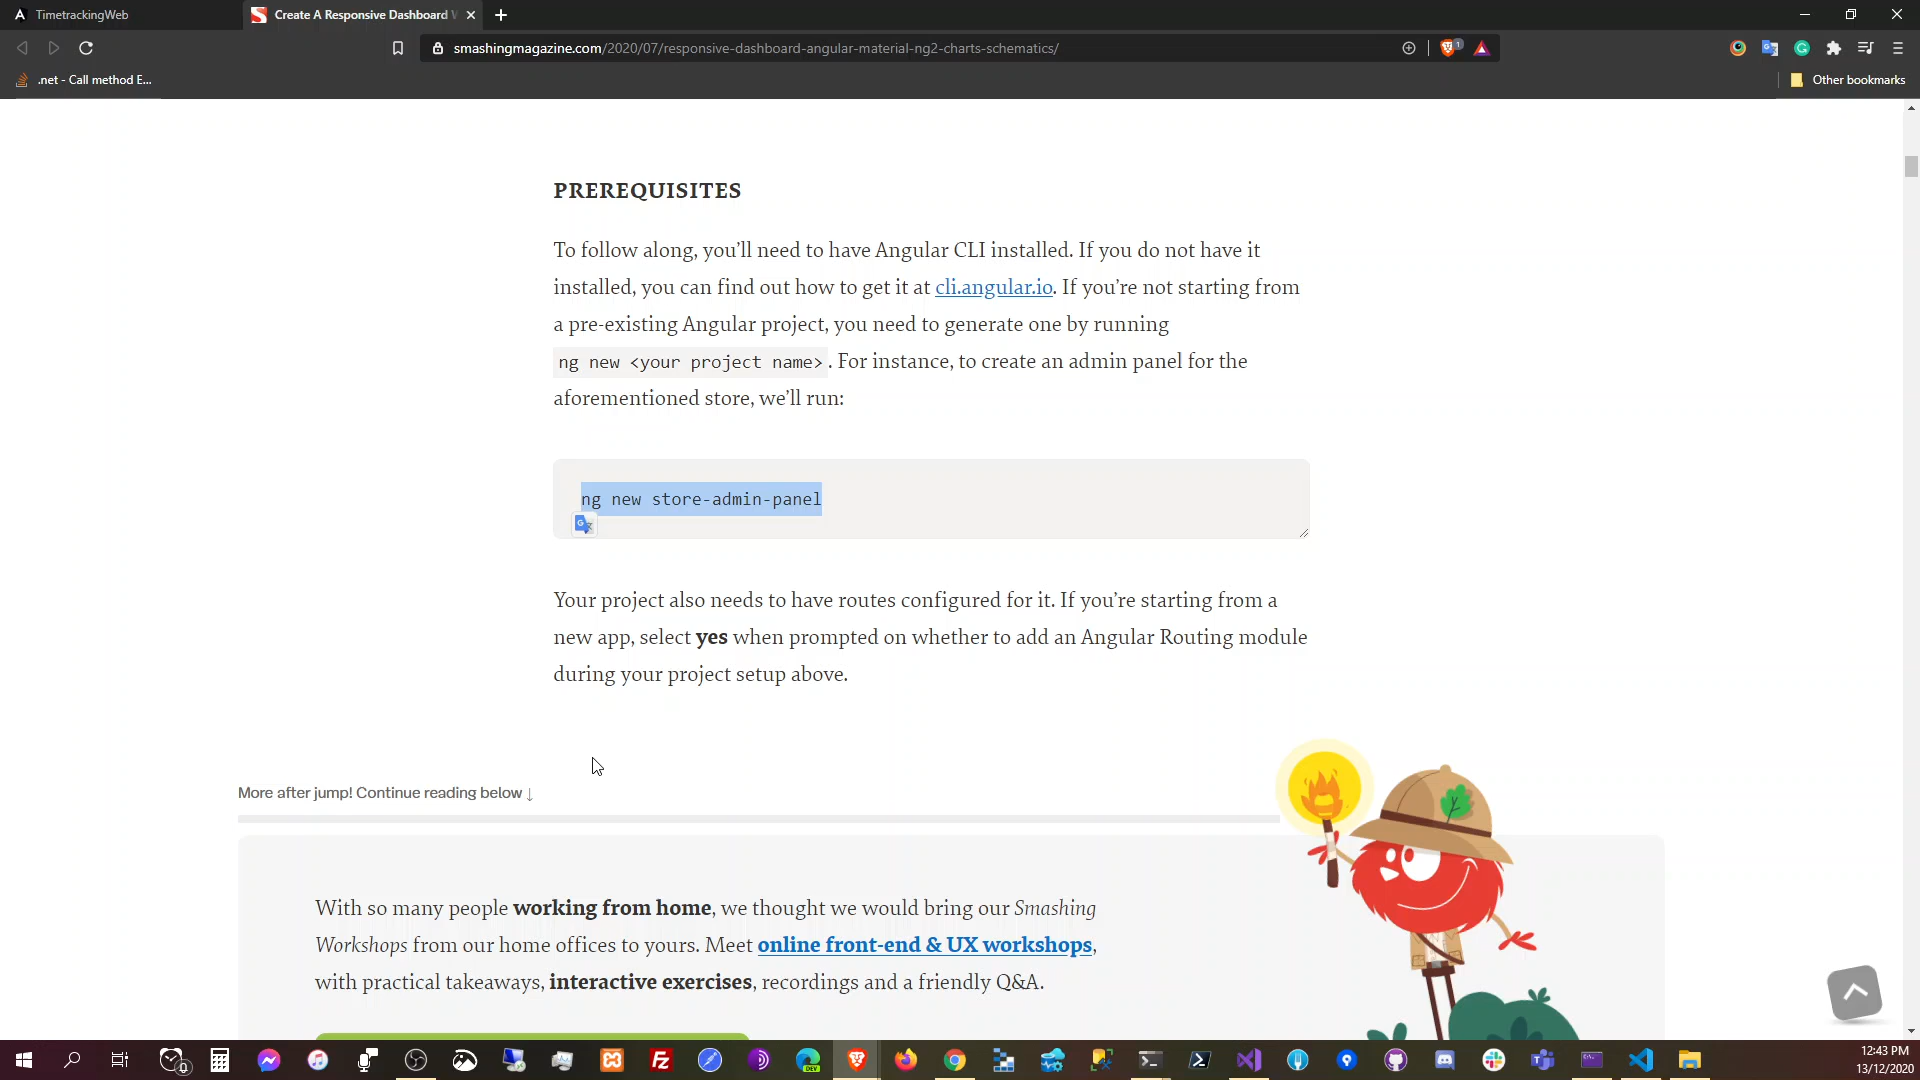 TimetrackingWeb
Create A Responsive Dashboard W
smashingmagazine.com/2020/07/responsive-dashboard-angular-material-ng2-charts-schematics/
.net - Call method E...
Other bookmarks
PREREQUISITES
To follow along, you’ll need to have Angular CLI installed. If you do not have it
installed, you can find out how to get it at cli.angular.io. If you’re not starting from
a pre-existing Angular project, you need to generate one by running
ng new <your project name>. For instance, to create an admin panel for the
aforementioned store, we’ll run:
ng new store-admin-panel
Your project also needs to have routes configured for it. If you’re starting from a
new app, select yes when prompted on whether to add an Angular Routing module
during your project setup above.
More after jump! Continue reading below ↓
With so many people working from home, we thought we would bring our Smashing
Workshops from our home offices to yours. Meet online front-end & UX workshops,
with practical takeaways, interactive exercises, recordings and a friendly Q&A.
12:43 PM
13/12/2020